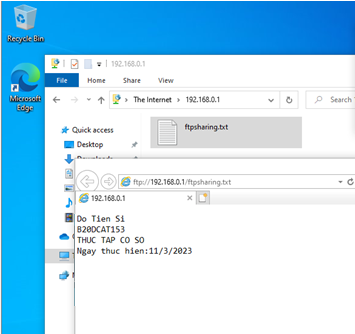 Recycle Bin
Microsoft
Edge
192.168.0.1
File
Home
Share
View
The Internet
192.168.0.1
Search
Quick access
Desktop
Downloads
ftpsharing.txt
ftp://192.168.0.1/ftpsharing.txt
192.168.0.1
Do Tien Si
B20DCAT153
THUC TAP CO SO
Ngay thuc hien:11/3/2023